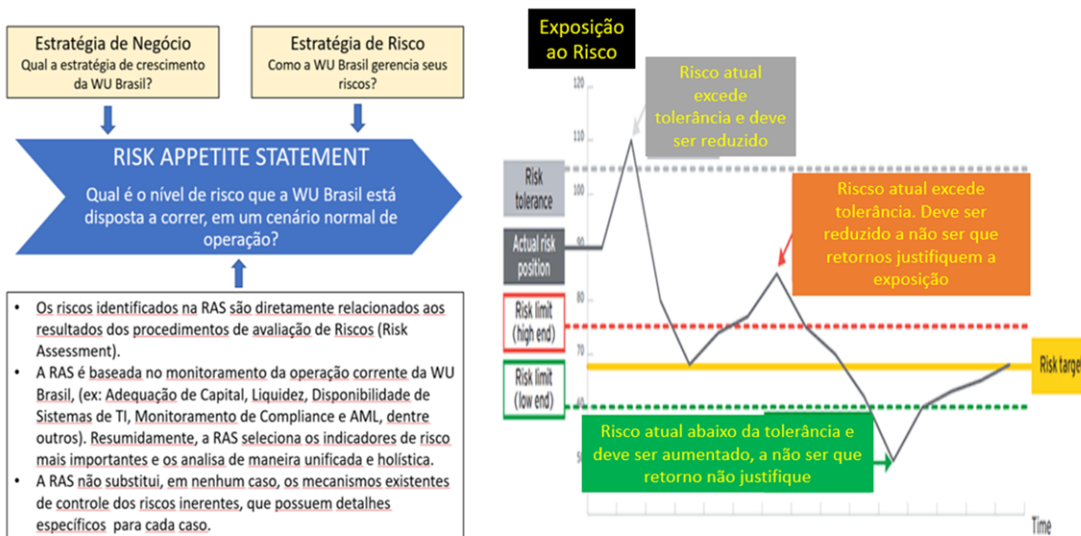 Estratégia de Negócio
Qual a estratégia de crescimento
da WU Brasil?
Estratégia de Risco
Como a WU Brasil gerencia seus
riscos?
RISK APPETITE STATEMENT
Qual é o nível de risco que a WU Brasil está
disposta a correr, em um cenário normal de
operação?
• Os riscos identificados na RAS são diretamente relacionados aos
resultados dos procedimentos de avaliação de Riscos (Risk
Assessment).
• A RAS é baseada no monitoramento da operação corrente da WU
Brasil, (ex: Adequação de Capital, Liquidez, Disponibilidade de
Sistemas de TI, Monitoramento de Compliance e AML, dentre
outros). Resumidamente, a RAS seleciona os indicadores de risco
mais importantes e os analisa de maneira unificada e holística.
• A RAS não substitui, em nenhum caso, os mecanismos existentes
de controle dos riscos inerentes, que possuem detalhes
específicos para cada caso.
Exposição
ao Risco
Risco atual
excede
tolerância e deve
ser reduzido
120
110
Risk
tolerance
100
Actual risk
position
90
Riscso atual excede
tolerância. Deve ser
reduzido a não ser que
retornos justifiquem a
exposição
80
Risk limit
(high end)
70
Risk target
Risk limit
(low end)
60
Risco atual abaixo da tolerância e
deve ser aumentado, a não ser que
retorno não justifique
Time